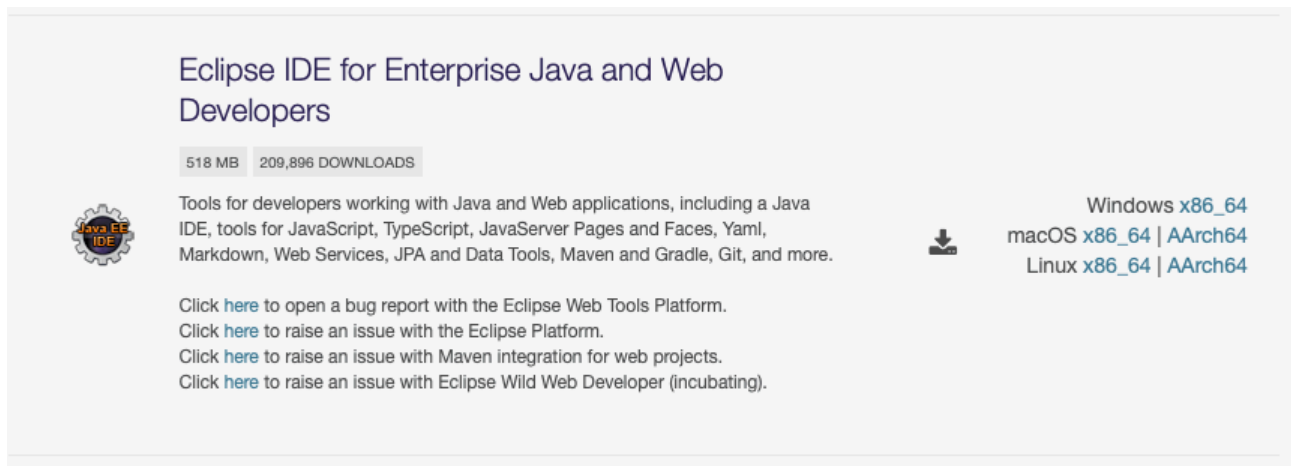 Eclipse IDE for Enterprise Java and Web
Developers
518 MB 209,896 DOWNLOADS
Java EE
IDE
Tools for developers working with Java and Web applications, including a Java
IDE, tools for JavaScript, TypeScript, JavaServer Pages and Faces, Yaml,
Markdown, Web Services, JPA and Data Tools, Maven and Gradle, Git, and more.
Click here to open a bug report with the Eclipse Web Tools Platform.
Click here to raise an issue with the Eclipse Platform.
Click here to raise an issue with Maven integration for web projects.
Click here to raise an issue with Eclipse Wild Web Developer (incubating).
Windows x86_64
macOS x86_64 | AArch64
Linux x86_64 | AArch64